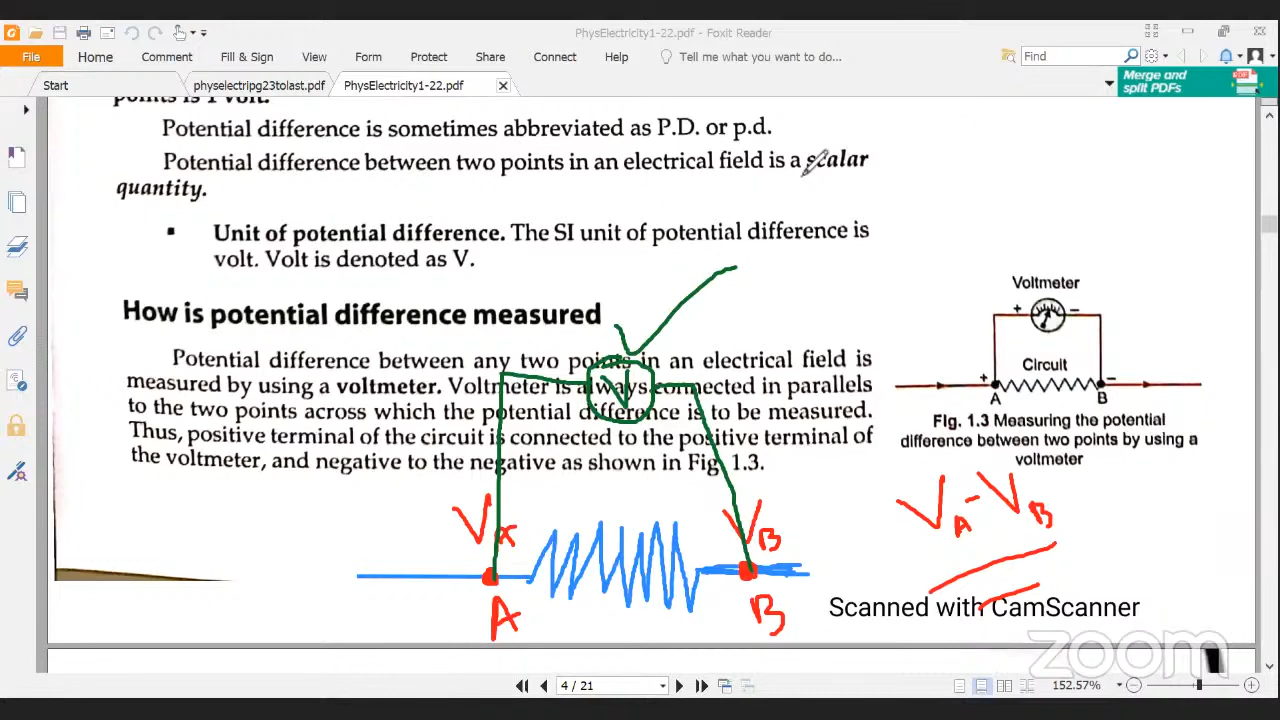 PhysElectricity1-22.pdf - Foxit Reader
File Home Comment Fill & Sign View Form Protect Share Connect Help Tell me what you want to do... Find
Start physelectripg23tolast.pdf PhysElectricity1-22.pdf
Merge and
split PDFs
points is 1 volt.
Potential difference is sometimes abbreviated as P.D. or p.d.
Potential difference between two points in an electrical field is a scalar
quantity.
Unit of potential difference. The SI unit of potential difference is
volt. Volt is denoted as V.
How is potential difference measured
Potential difference between any two points in an electrical field is
measured by using a voltmeter. Voltmeter is always connected in parallels
to the two points across which the potential difference is to be measured.
Thus, positive terminal of the circuit is connected to the positive terminal of
the voltmeter, and negative to the negative as shown in Fig. 1.3.
Voltmeter
+ −
Circuit
+ −
A B
Fig. 1.3 Measuring the potential
difference between two points by using a
voltmeter
V
V_A - V_B
V_B
A B
Scanned with CamScanner
zoom
4 / 21 152.57%